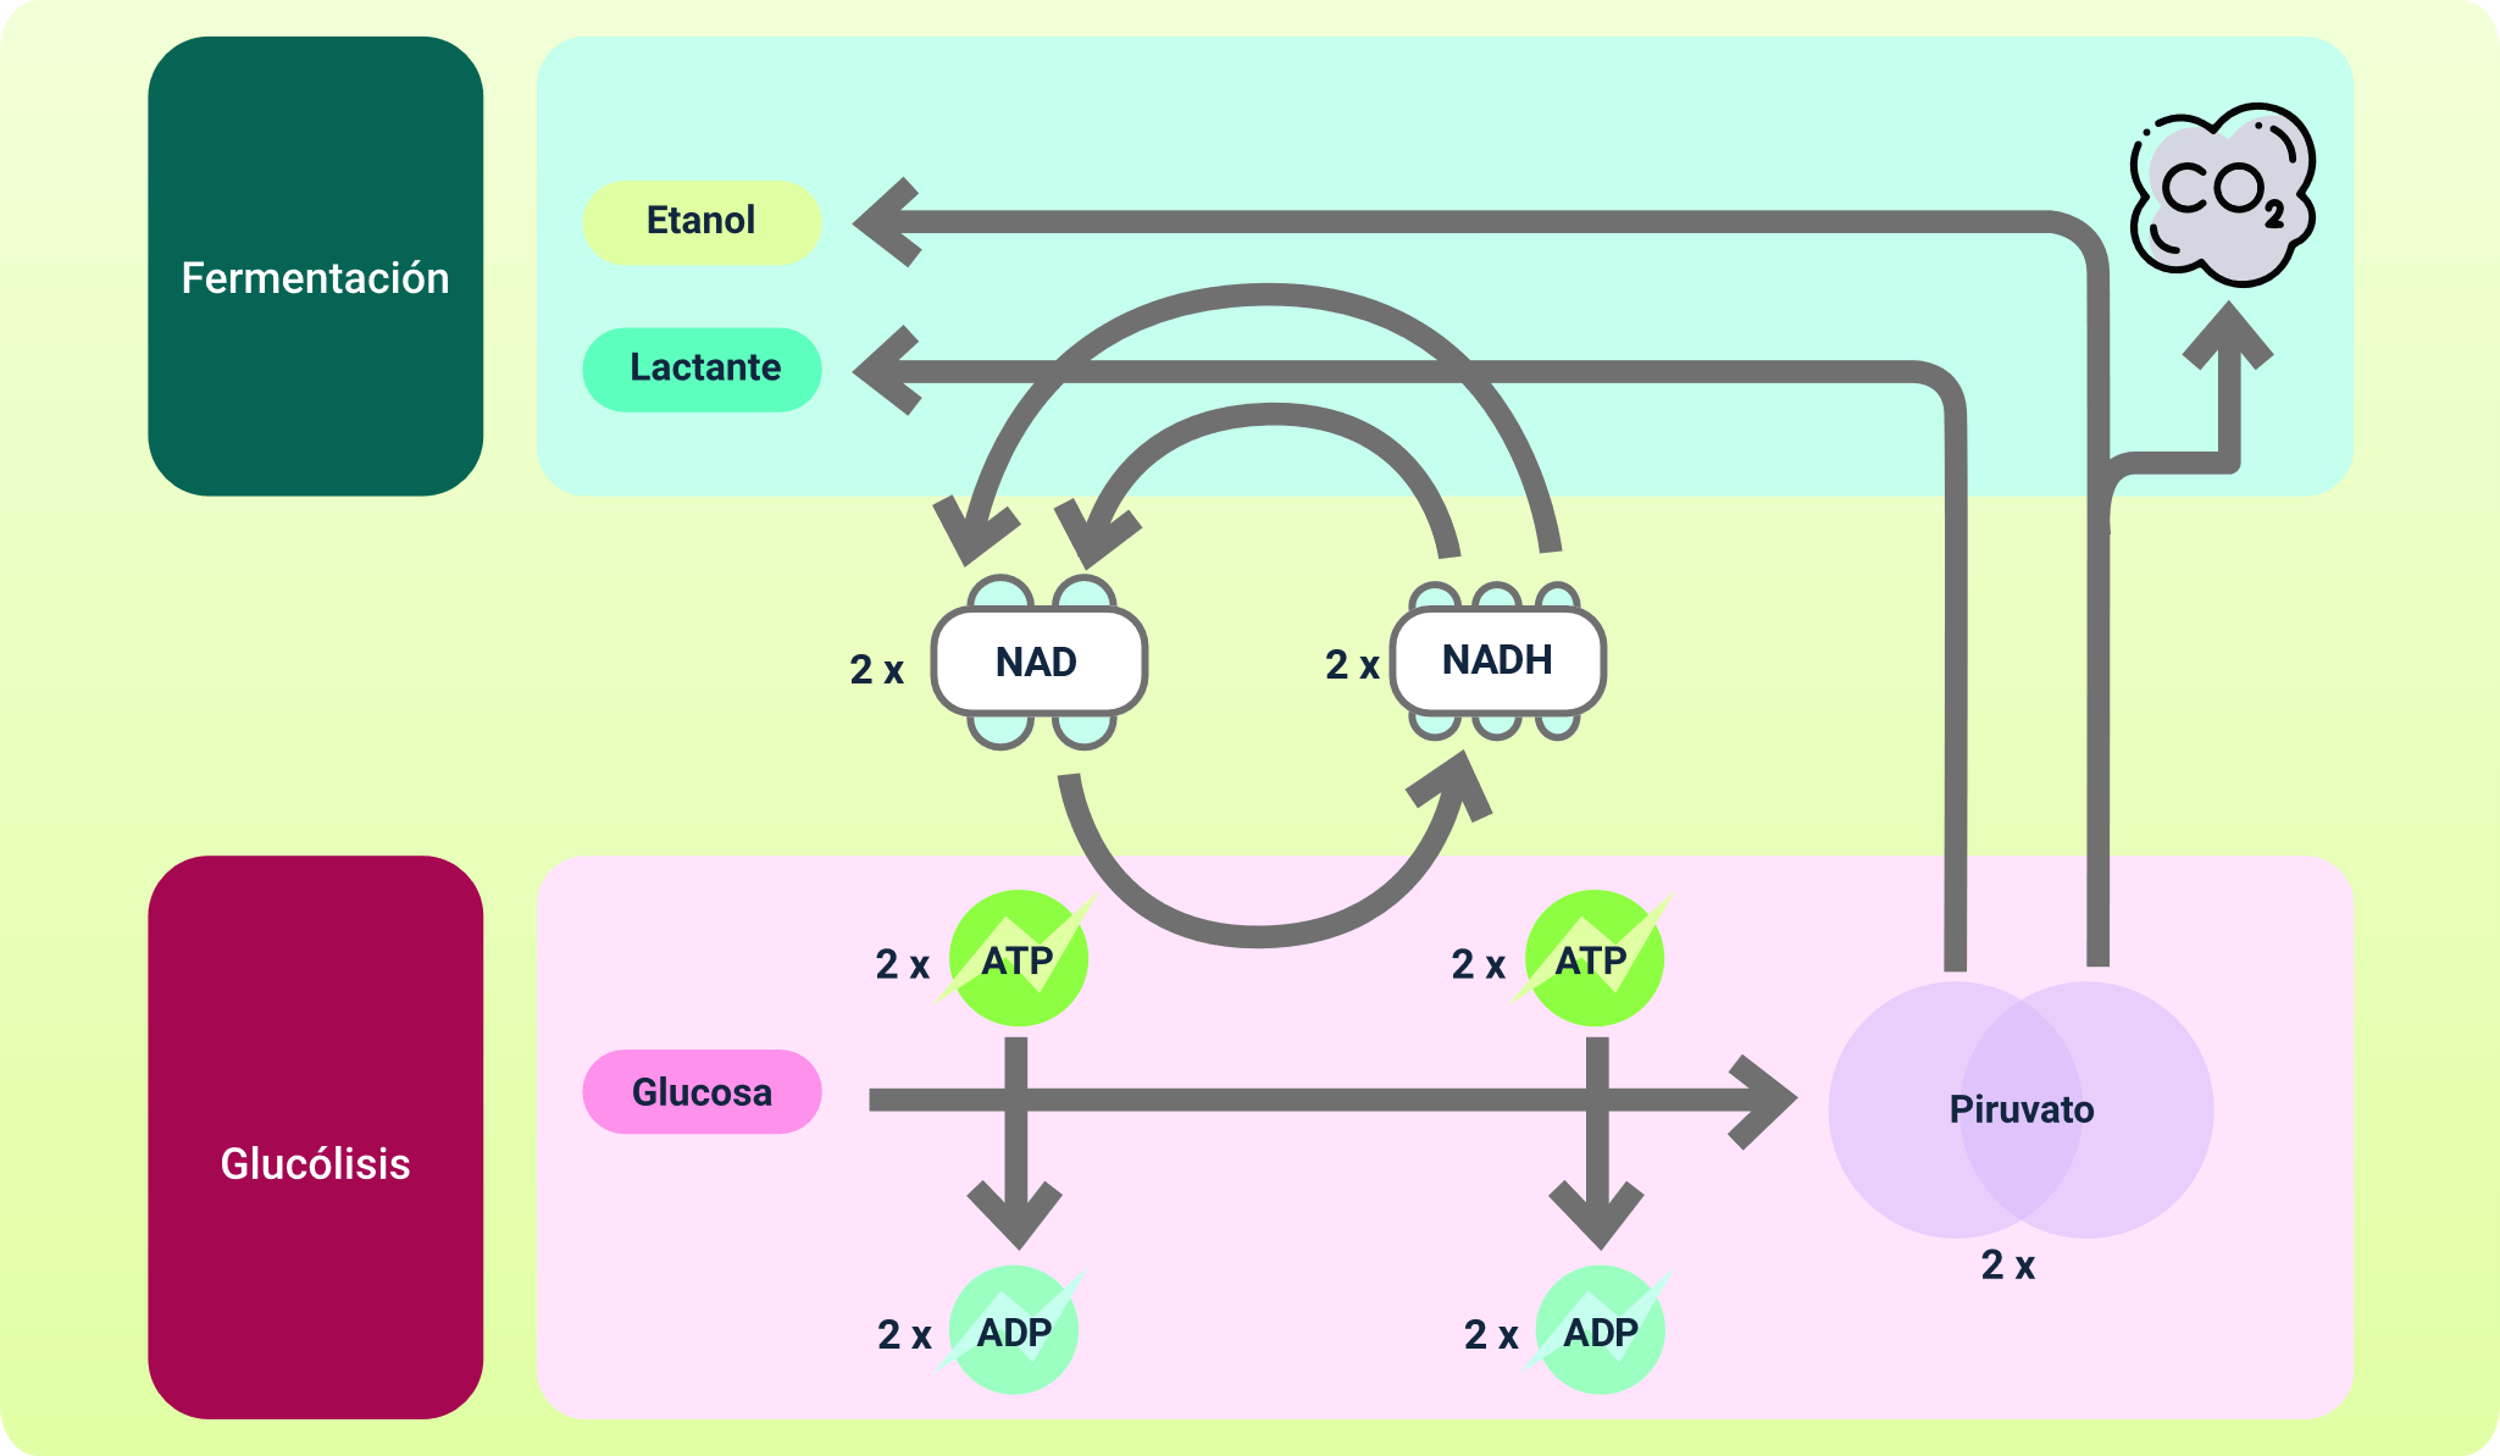 Fermentación
Etanol
CO₂
Lactante
2 x NAD
2 x NADH
Glucólisis
2 x ATP
2 x ATP
Glucosa
Piruvato
2 x
2 x ADP
2 x ADP